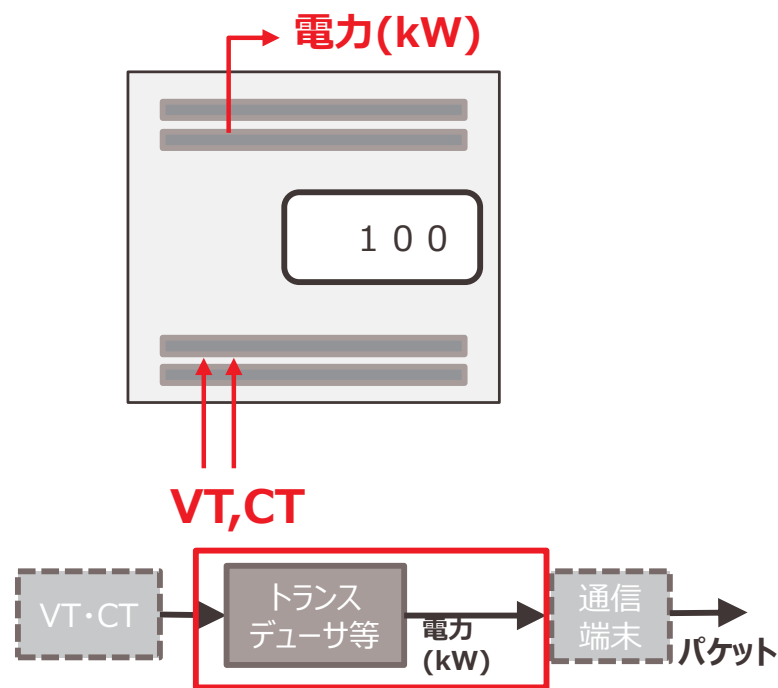 電力(kW)
１００
VT,CT
VT・CT
トランス
デューサ等
電力
(kW)
通信
端末
パケット